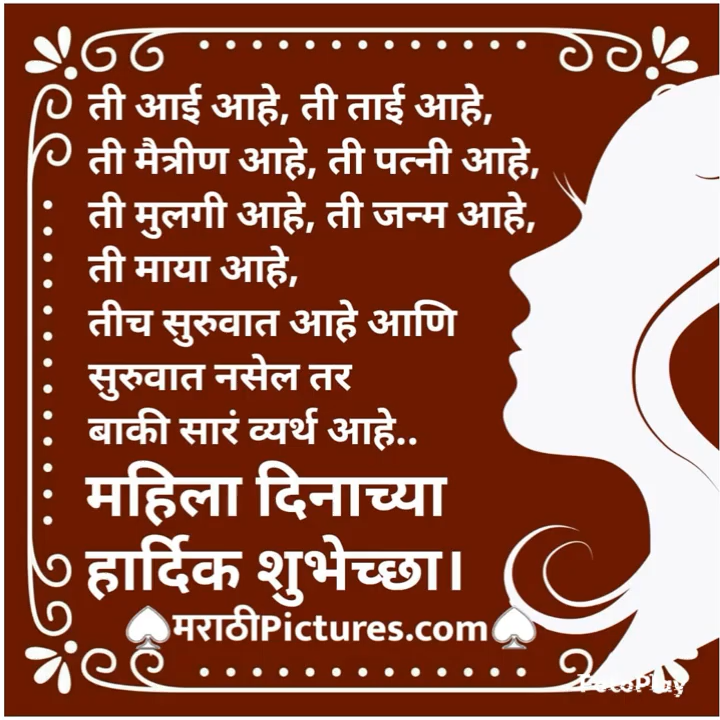 ती आई आहे, ती ताई आहे,
ती मैत्रीण आहे, ती पत्नी आहे,
ती मुलगी आहे, ती जन्म आहे,
ती माया आहे,
तीच सुरुवात आहे आणि
सुरुवात नसेल तर
बाकी सारं व्यर्थ आहे..
महिला दिनाच्या
हार्दिक शुभेच्छा।
♠मराठीPictures.com♠